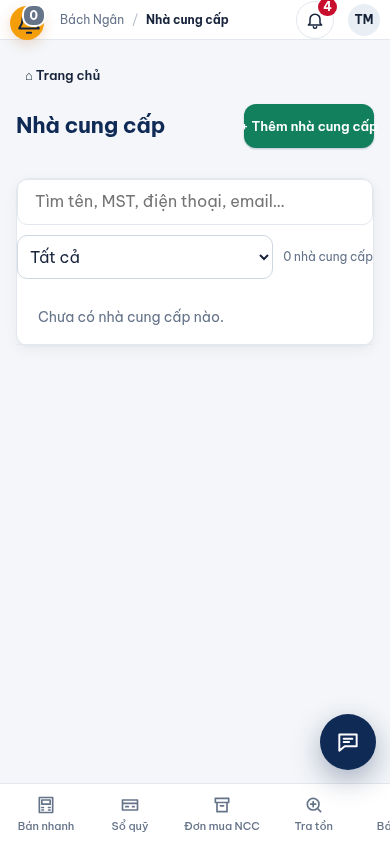 0
Bách Ngân / Nhà cung cấp
4
TM
⌂ Trang chủ
Nhà cung cấp
+ Thêm nhà cung cấp
Tìm tên, MST, điện thoại, email...
Tất cả
0 nhà cung cấp
Chưa có nhà cung cấp nào.
Bán nhanh
Sổ quỹ
Đơn mua NCC
Tra tồn